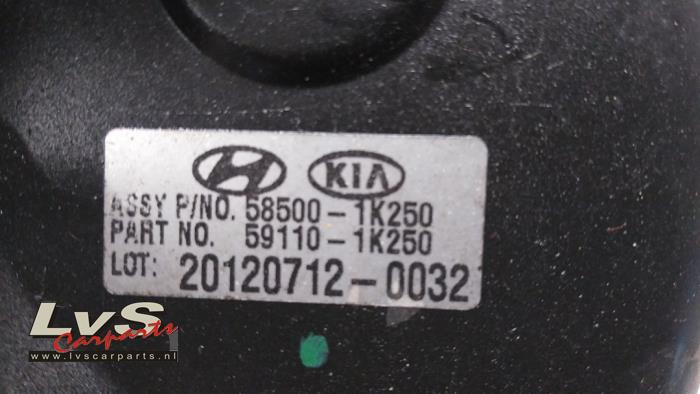 KIA
ASSY P/NO. 58500-1K250
PART NO. 59110-1K250
LOT: 20120712-0032
LvS
Carparts
www.lvscarparts.nl